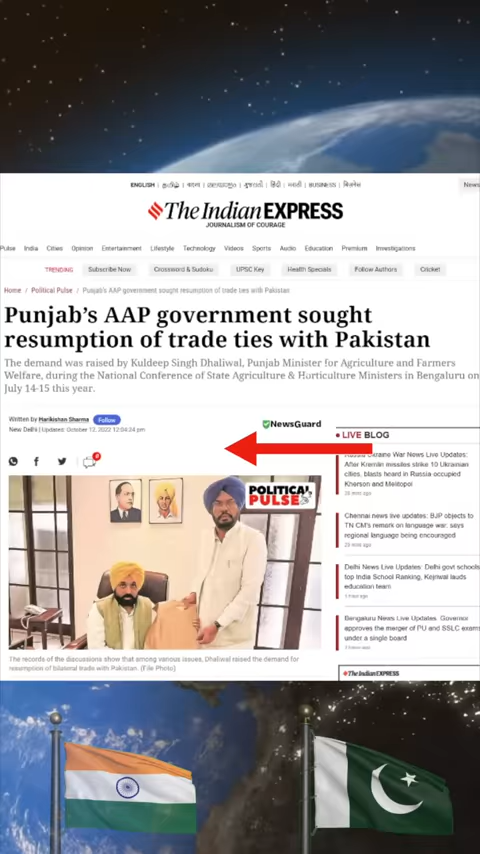 ENGLISH | தமிழ் | বাংলা | മലയാളം | ગુજરાતી | हिंदी | मराठी | BUSINESS | बिज़नेस
News
The Indian EXPRESS
JOURNALISM OF COURAGE
Pulse India Cities Opinion Entertainment Lifestyle Technology Videos Sports Audio Education Premium Investigations
TRENDING Subscribe Now Crossword & Sudoku UPSC Key Health Specials Follow Authors Cricket
Home / Political Pulse / Punjab's AAP government sought resumption of trade ties with Pakistan
Punjab's AAP government sought
resumption of trade ties with Pakistan
The demand was raised by Kuldeep Singh Dhaliwal, Punjab Minister for Agriculture and Farmers
Welfare, during the National Conference of State Agriculture & Horticulture Ministers in Bengaluru on
July 14-15 this year.
Written by Harikishan Sharma Follow
New Delhi | Updated: October 12, 2022 12:04:24 pm
NewsGuard
POLITICAL
PULSE
The records of the discussions show that among various issues, Dhaliwal raised the demand for
resumption of bilateral trade with Pakistan. (File Photo)
LIVE BLOG
Russia Ukraine War News Live Updates:
After Kremlin missiles strike 10 Ukrainian
cities, blasts heard in Russia occupied
Kherson and Melitopol
Chennai news live updates: BJP objects to
TN CM's remark on language war, says
regional language being encouraged
Delhi News Live Updates: Delhi govt schools
top India School Ranking, Kejriwal lauds
education team
Bengaluru News Live Updates: Governor
approves the merger of PU and SSLC exam
under a single board
The Indian EXPRESS